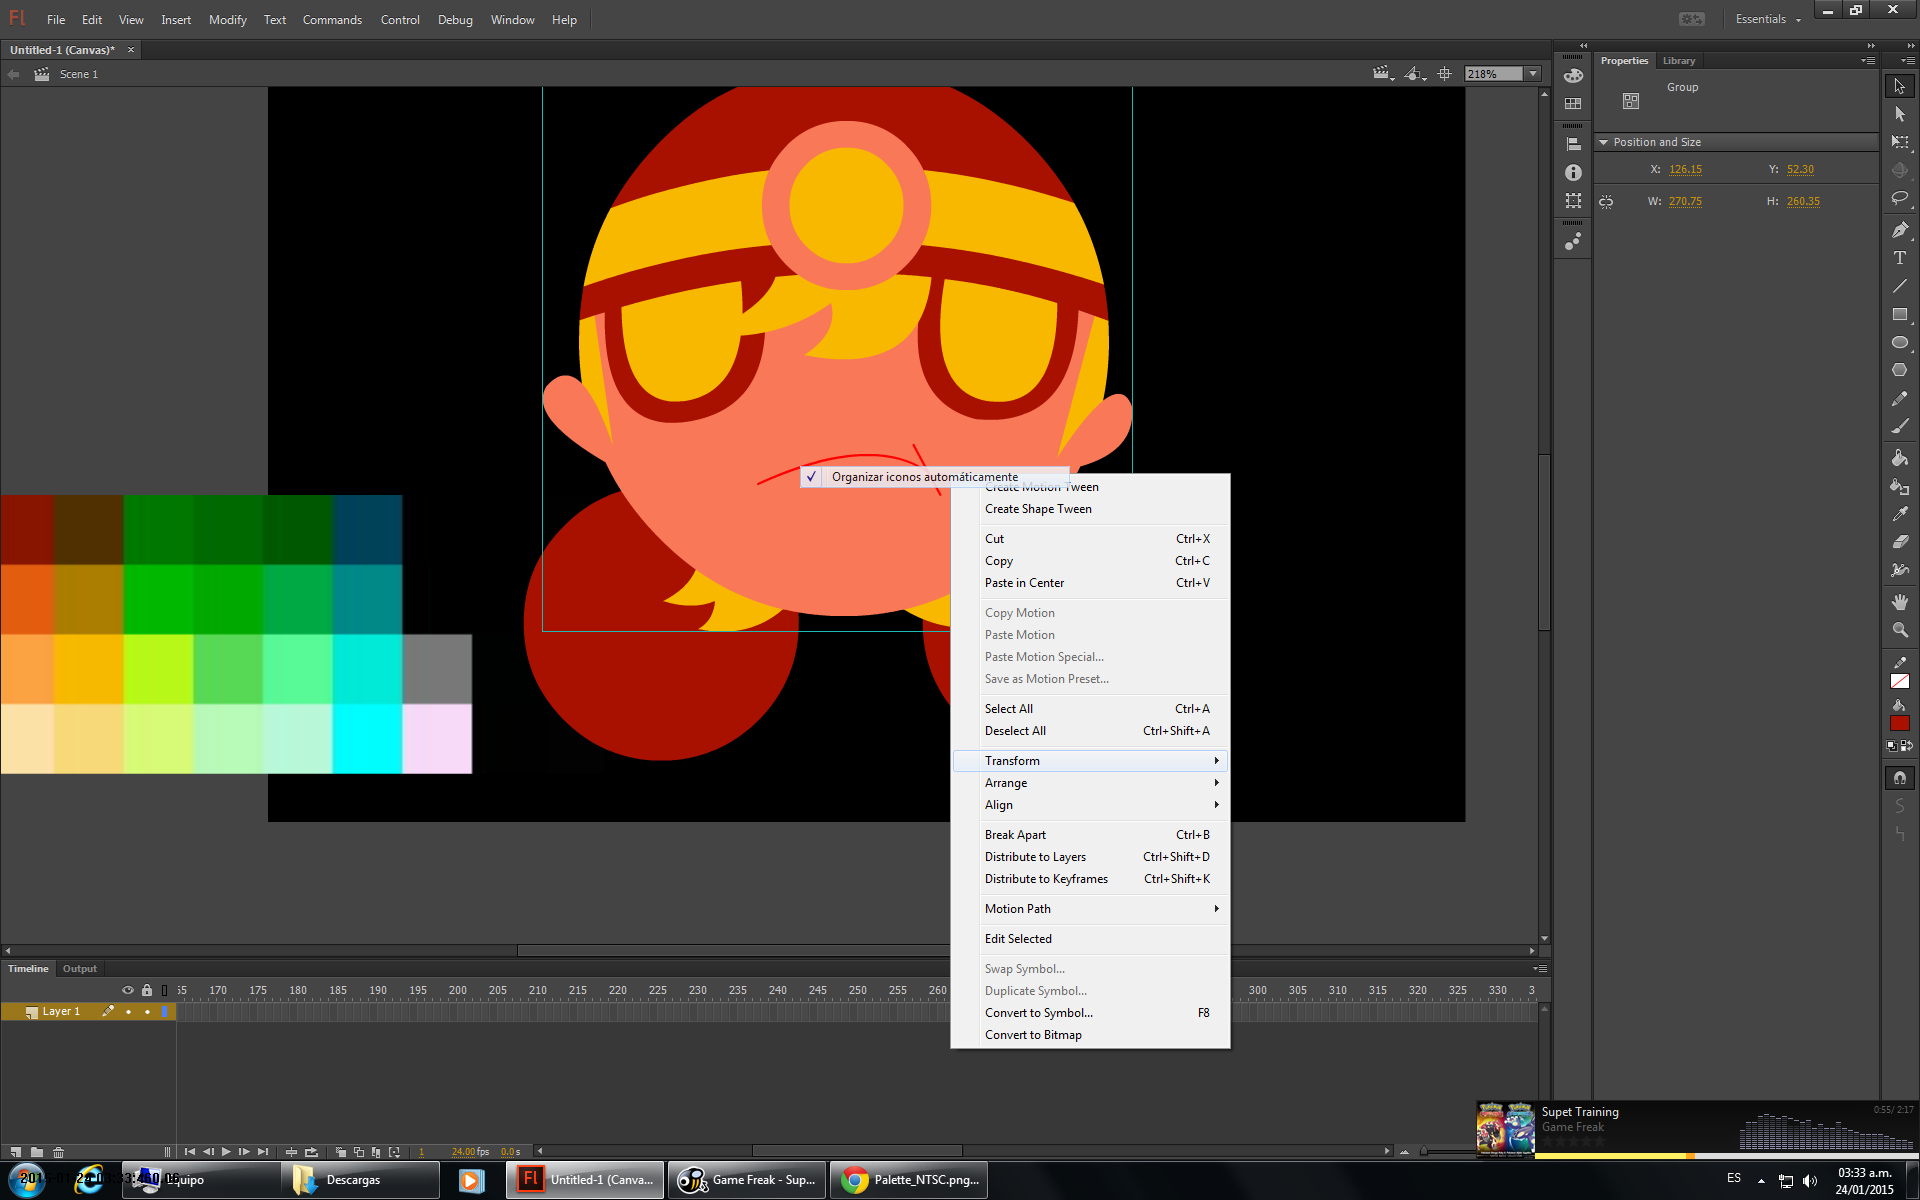 Fl File Edit View Insert Modify Text Commands Control Debug Window Help Essentials
Untitled-1 (Canvas)*
Scene 1 218%
Properties Library
Group
Position and Size
X: 126.15 Y: 52.30
W: 270.75 H: 260.35
Organizar iconos automáticamente
Create Motion Tween
Create Shape Tween
Cut Ctrl+X
Copy Ctrl+C
Paste in Center Ctrl+V
Copy Motion
Paste Motion
Paste Motion Special...
Save as Motion Preset...
Select All Ctrl+A
Deselect All Ctrl+Shift+A
Transform
Arrange
Align
Break Apart Ctrl+B
Distribute to Layers Ctrl+Shift+D
Distribute to Keyframes Ctrl+Shift+K
Motion Path
Edit Selected
Swap Symbol...
Duplicate Symbol...
Convert to Symbol... F8
Convert to Bitmap
Timeline Output
170 175 180 185 190 195 200 205 210 215 220 225 230 235 240 245 250 255 260 300 305 310 315 320 325 330
Layer 1
1 24.00 fps 0.0 s
Supet Training 0:55/ 2:17
Game Freak
Equipo Descargas Fl Untitled-1 (Canva... Game Freak - Sup... Palette_NTSC.png...
ES 03:33 a.m.
24/01/2015